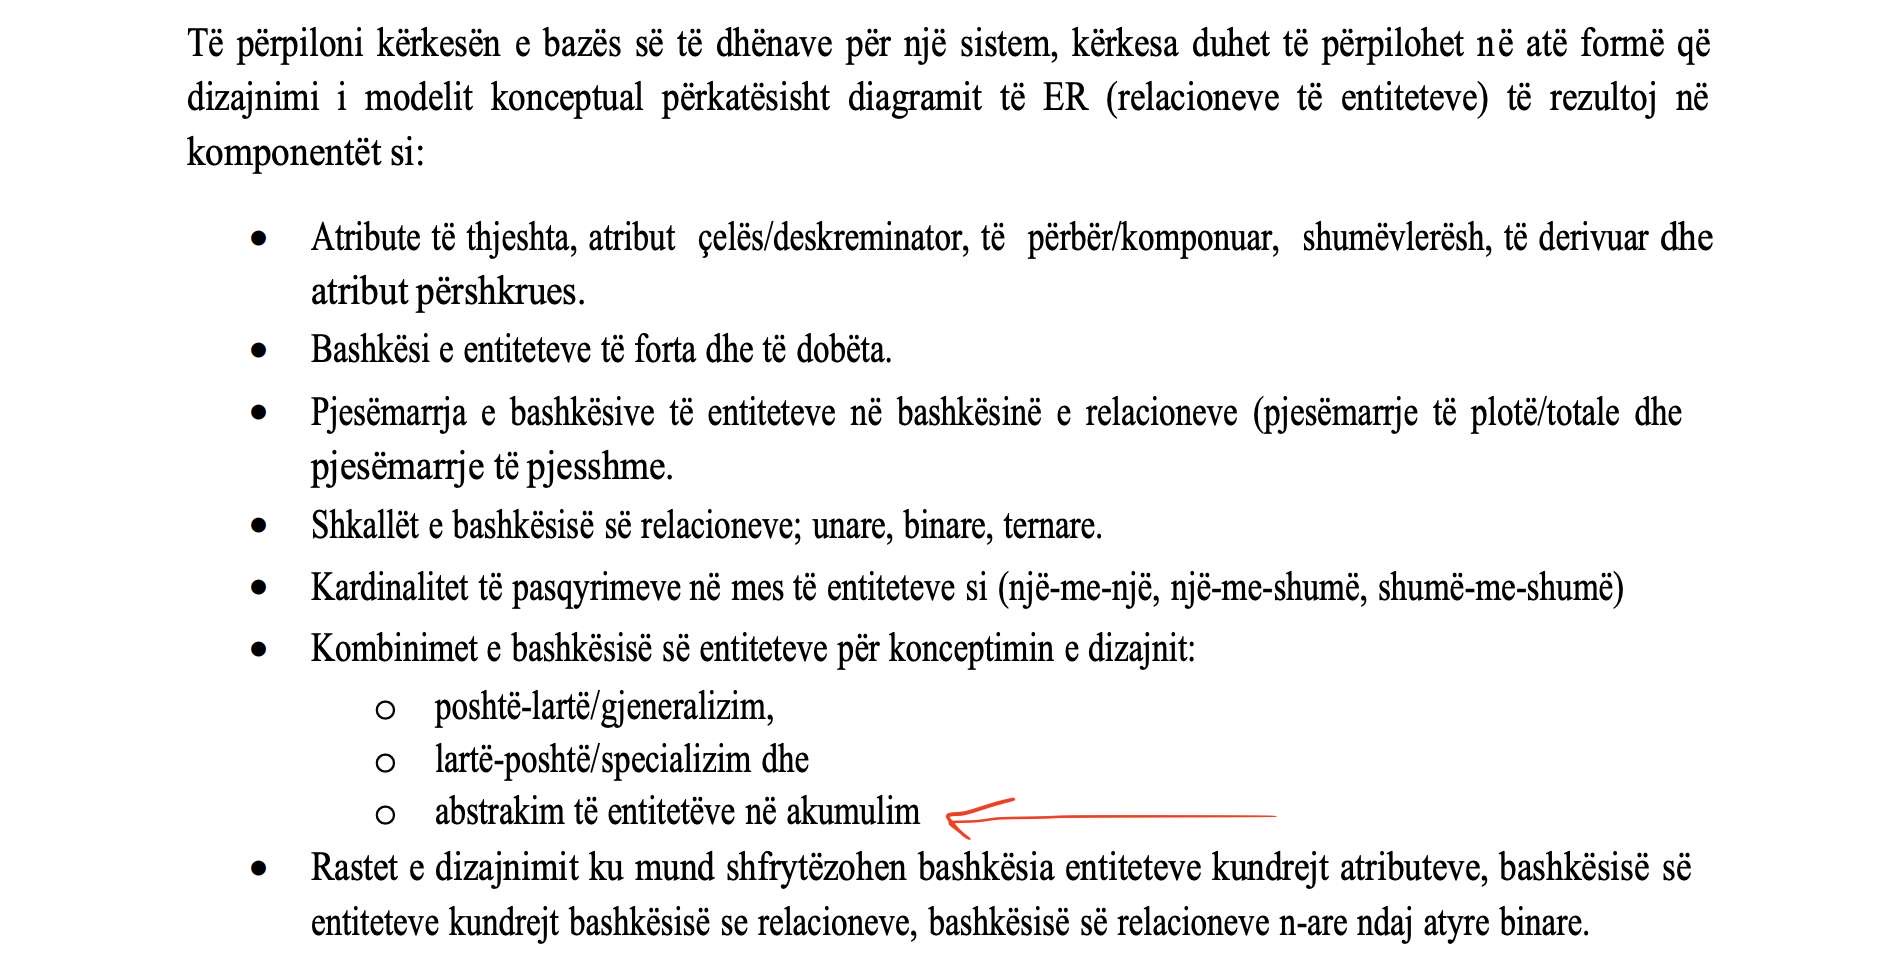 Të përpiloni kërkesën e bazës së të dhënave për një sistem, kërkesa duhet të përpilohet në atë formë që
dizajnimi i modelit konceptual përkatësisht diagramit të ER (relacioneve të entiteteve) të rezultoj në
komponentët si:
• Atribute të thjeshta, atribut çelës/deskreminator, të përbër/komponuar, shumëvlerësh, të derivuar dhe
atribut përshkrues.
• Bashkësi e entiteteve të forta dhe të dobëta.
• Pjesëmarrja e bashkësive të entiteteve në bashkësinë e relacioneve (pjesëmarrje të plotë/totale dhe
pjesëmarrje të pjesshme.
• Shkallët e bashkësisë së relacioneve; unare, binare, ternare.
• Kardinalitet të pasqyrimeve në mes të entiteteve si (një-me-një, një-me-shumë, shumë-me-shumë)
• Kombinimet e bashkësisë së entiteteve për konceptimin e dizajnit:
o poshtë-lartë/gjeneralizim,
o lartë-poshtë/specializim dhe
o abstrakim të entitetëve në akumulim
• Rastet e dizajnimit ku mund shfrytëzohen bashkësia entiteteve kundrejt atributeve, bashkësisë së
entiteteve kundrejt bashkësisë se relacioneve, bashkësisë së relacioneve n-are ndaj atyre binare.